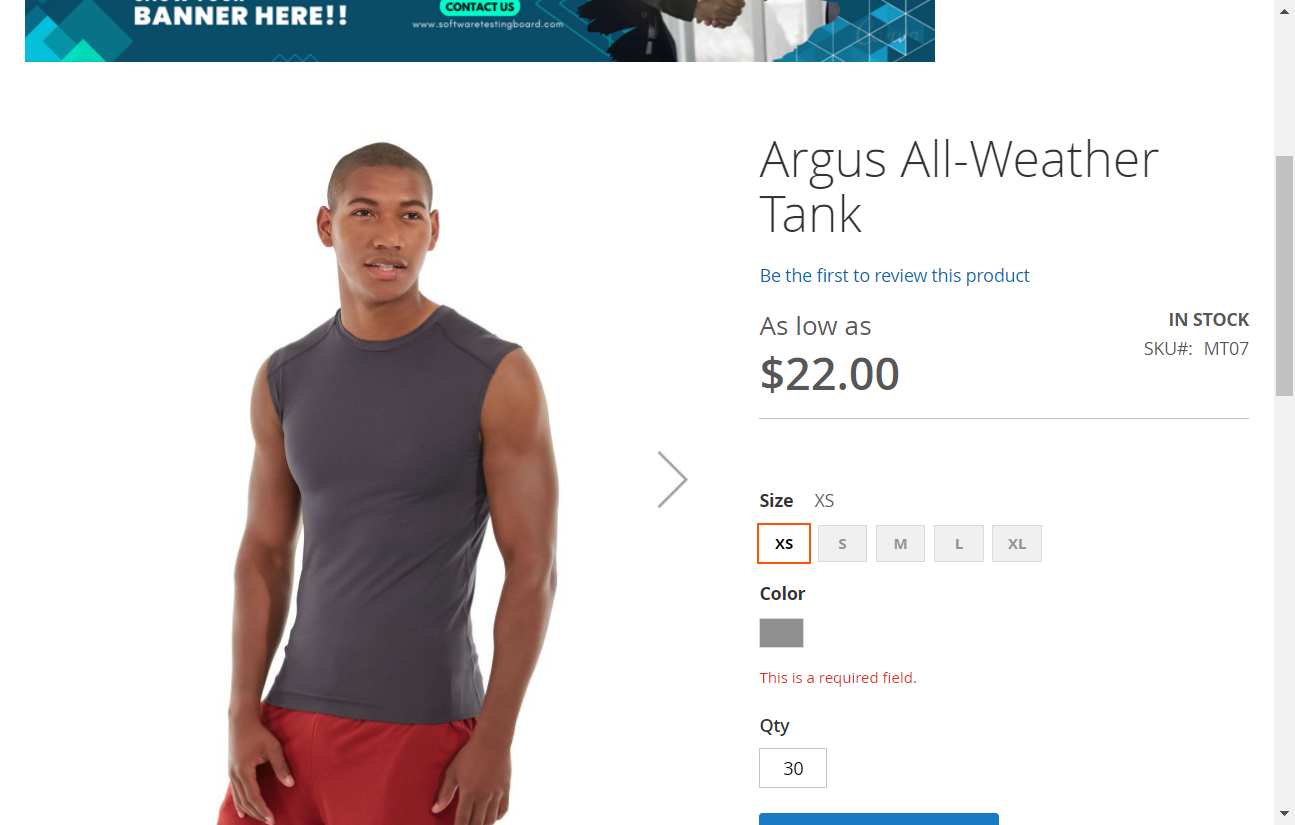 BANNER HERE!!
CONTACT US
www.softwaretestingboard.com
Argus All-Weather
Tank
Be the first to review this product
As low as
IN STOCK
$22.00
SKU#: MT07
Size XS
XS S M L XL
Color
This is a required field.
Qty
30